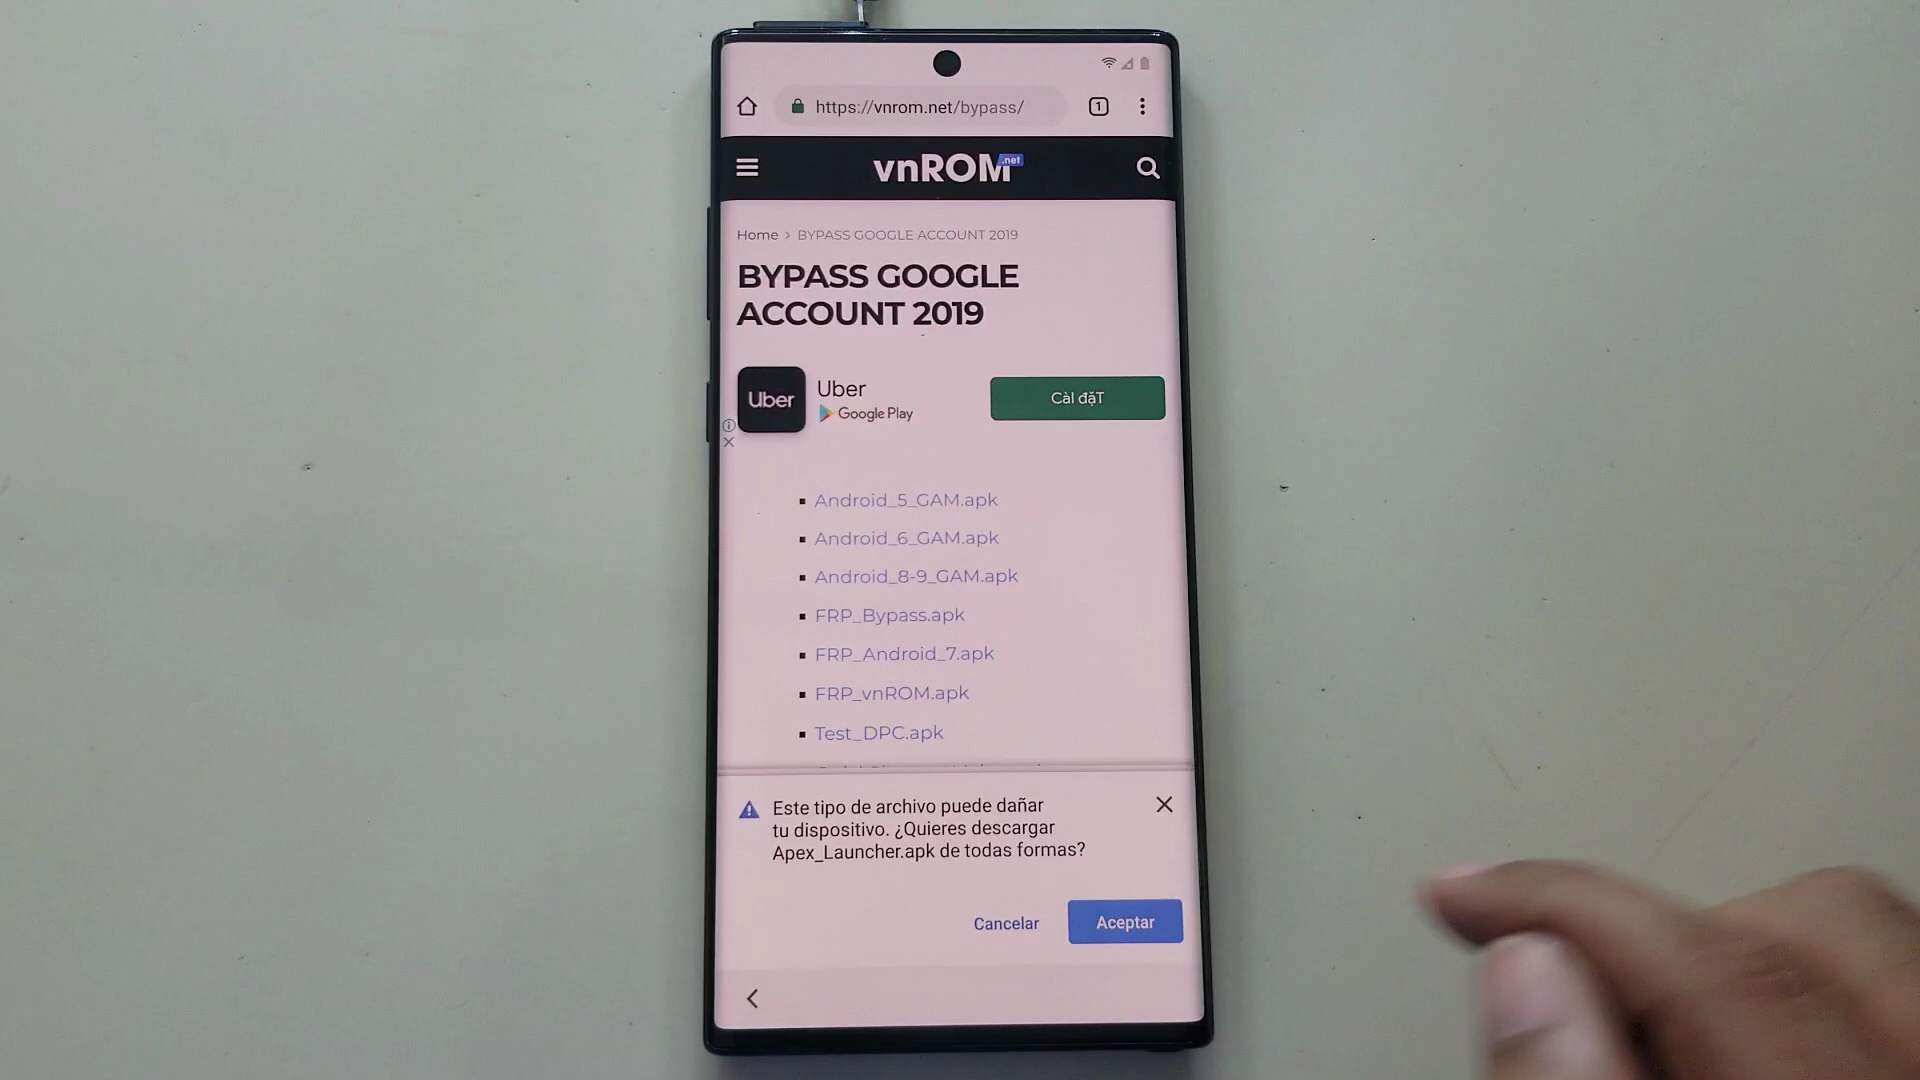 https://vnrom.net/bypass/
1
vnROM.net
Home > BYPASS GOOGLE ACCOUNT 2019
BYPASS GOOGLE
ACCOUNT 2019
Uber
Uber
Google Play
Cài đặT
Android_5_GAM.apk
Android_6_GAM.apk
Android_8-9_GAM.apk
FRP_Bypass.apk
FRP_Android_7.apk
FRP_vnROM.apk
Test_DPC.apk
Este tipo de archivo puede dañar
tu dispositivo. ¿Quieres descargar
Apex_Launcher.apk de todas formas?
Cancelar
Aceptar